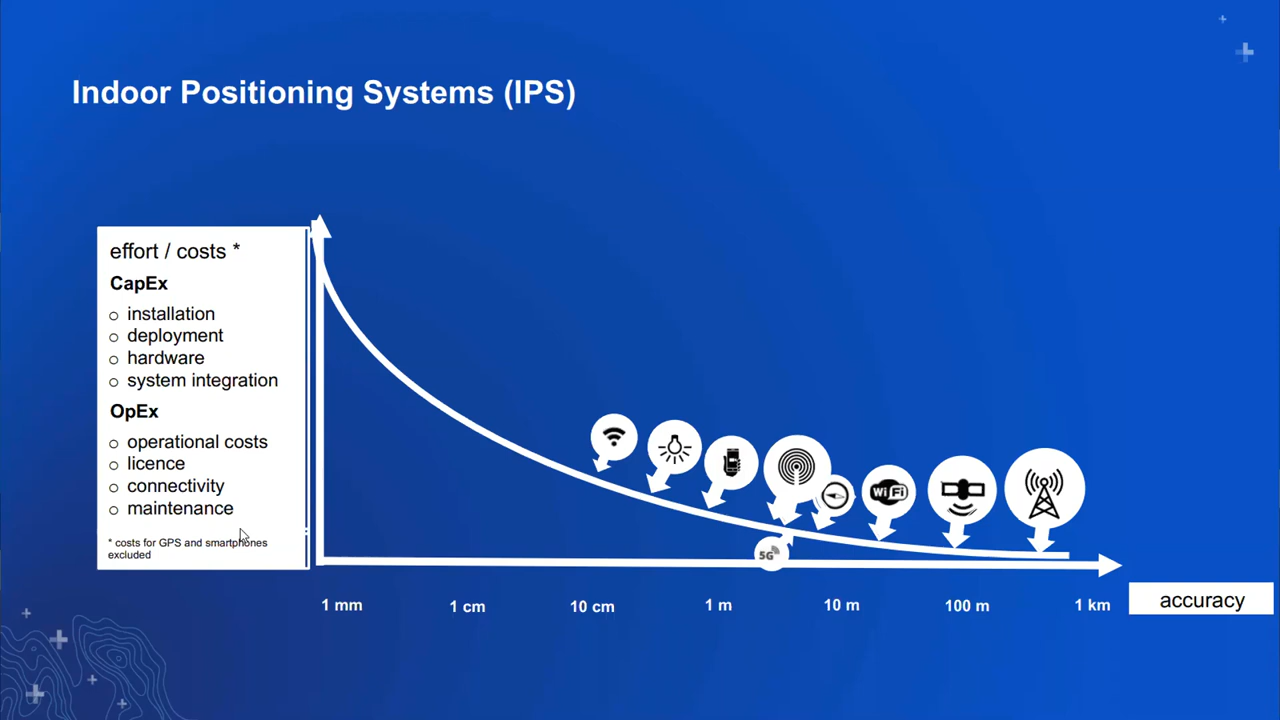 Indoor Positioning Systems (IPS)
effort / costs *
CapEx
installation
deployment
hardware
system integration
OpEx
operational costs
licence
connectivity
maintenance
* costs for GPS and smartphones
excluded
WiFi
5G
1 mm
1 cm
10 cm
1 m
10 m
100 m
1 km
accuracy